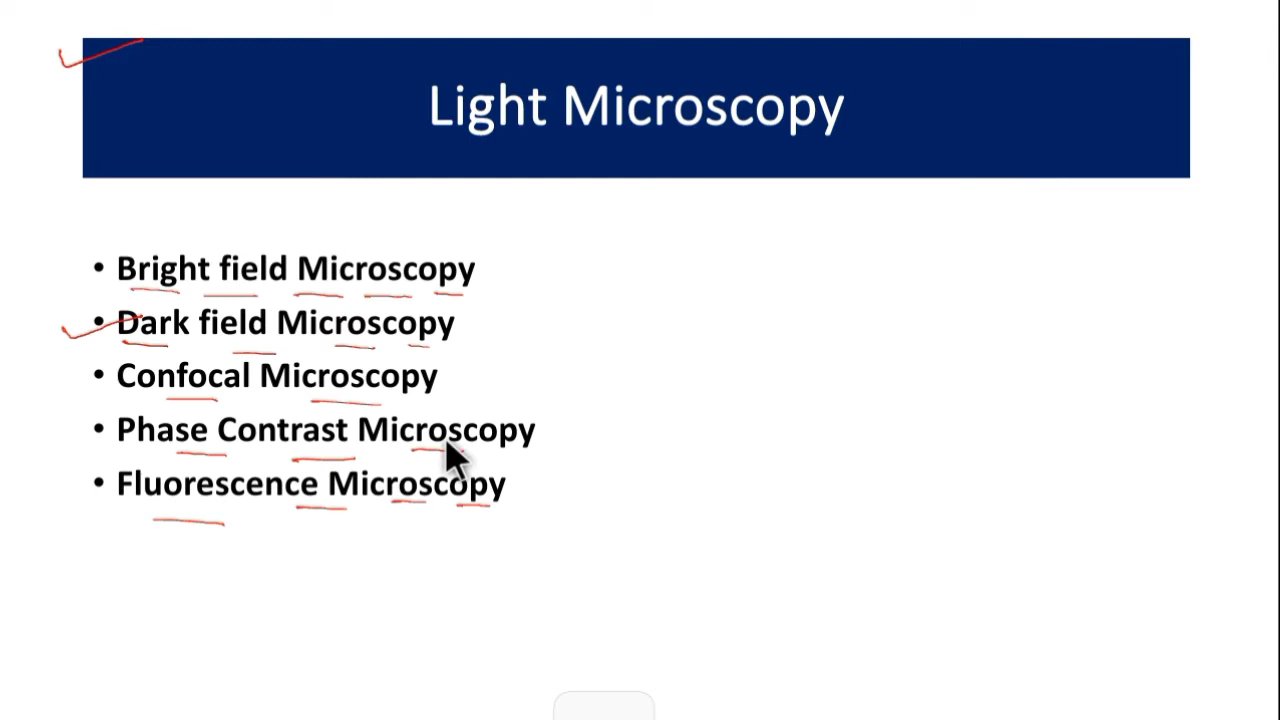 Light Microscopy
• Bright field Microscopy
• Dark field Microscopy
• Confocal Microscopy
• Phase Contrast Microscopy
• Fluorescence Microscopy